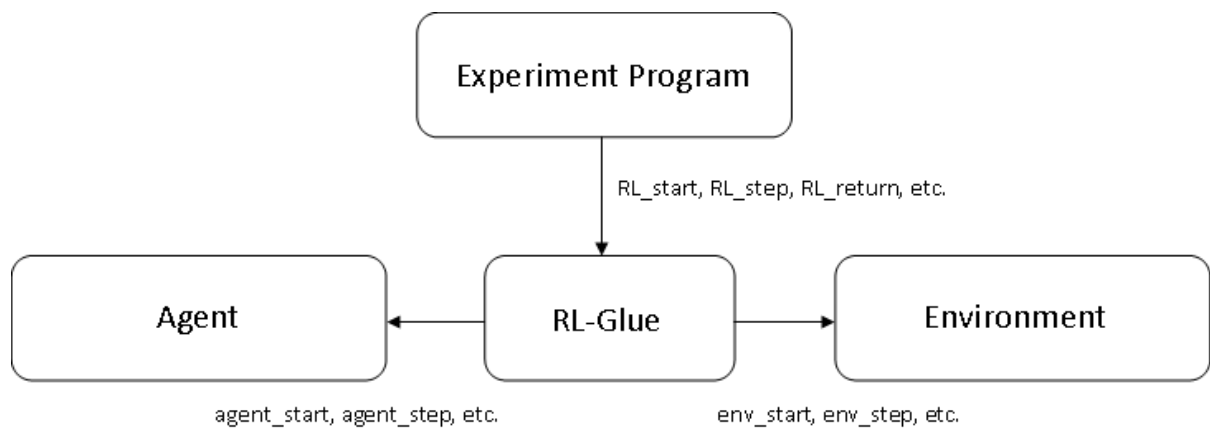 Experiment Program
RL_start, RL_step, RL_return, etc.
Agent
RL-Glue
Environment
agent_start, agent_step, etc.
env_start, env_step, etc.